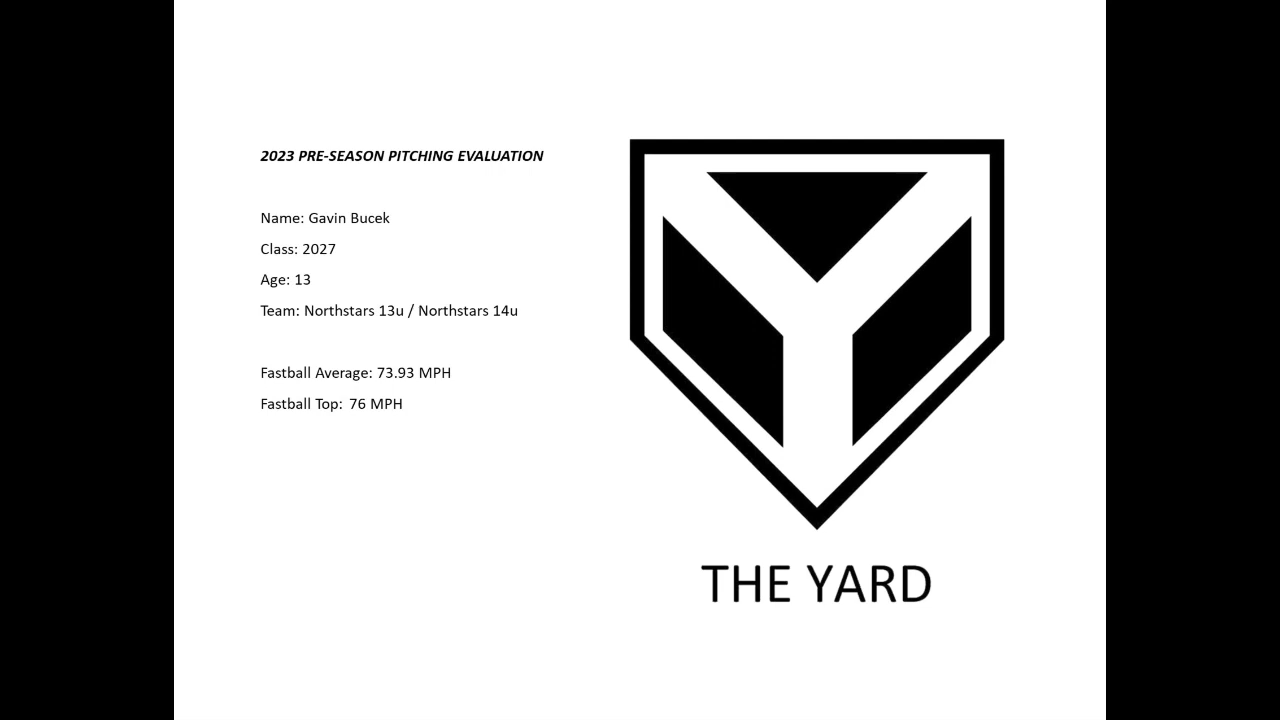 2023 PRE-SEASON PITCHING EVALUATION
Name: Gavin Bucek
Class: 2027
Age: 13
Team: Northstars 13u / Northstars 14u
Fastball Average: 73.93 MPH
Fastball Top: 76 MPH
Y
THE YARD